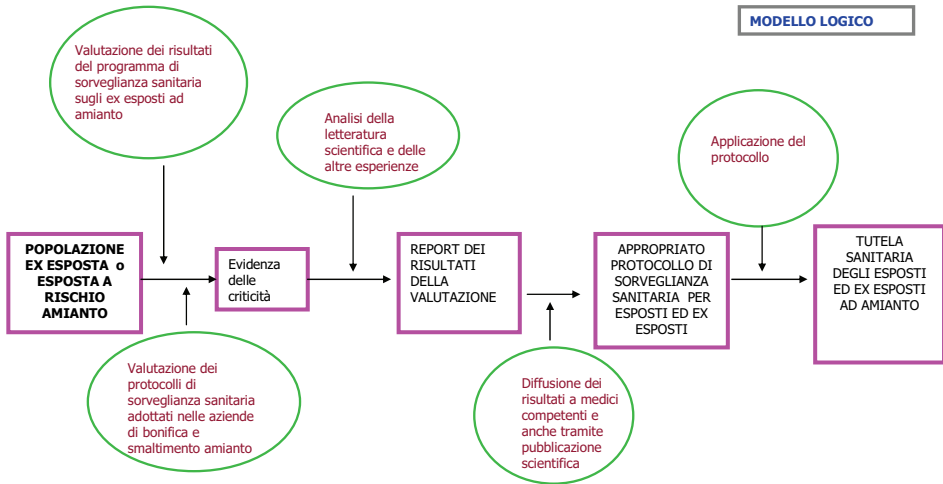 MODELLO LOGICO
Valutazione dei risultati
del programma di
sorveglianza sanitaria
sugli ex esposti ad
amianto
Analisi della
letteratura
scientifica e delle
altre esperienze
Applicazione del
protocollo
POPOLAZIONE
EX ESPOSTA o
ESPOSTA A
RISCHIO
AMIANTO
Evidenza
delle
criticità
REPORT DEI
RISULTATI
DELLA
VALUTAZIONE
APPROPRIATO
PROTOCOLLO DI
SORVEGLIANZA
SANITARIA PER
ESPOSTI ED EX
ESPOSTI
TUTELA
SANITARIA
DEGLI ESPOSTI
ED EX ESPOSTI
AD AMIANTO
Valutazione dei
protocolli di
sorveglianza sanitaria
adottati nelle aziende
di bonifica e
smaltimento amianto
Diffusione dei
risultati a medici
competenti e
anche tramite
pubblicazione
scientifica